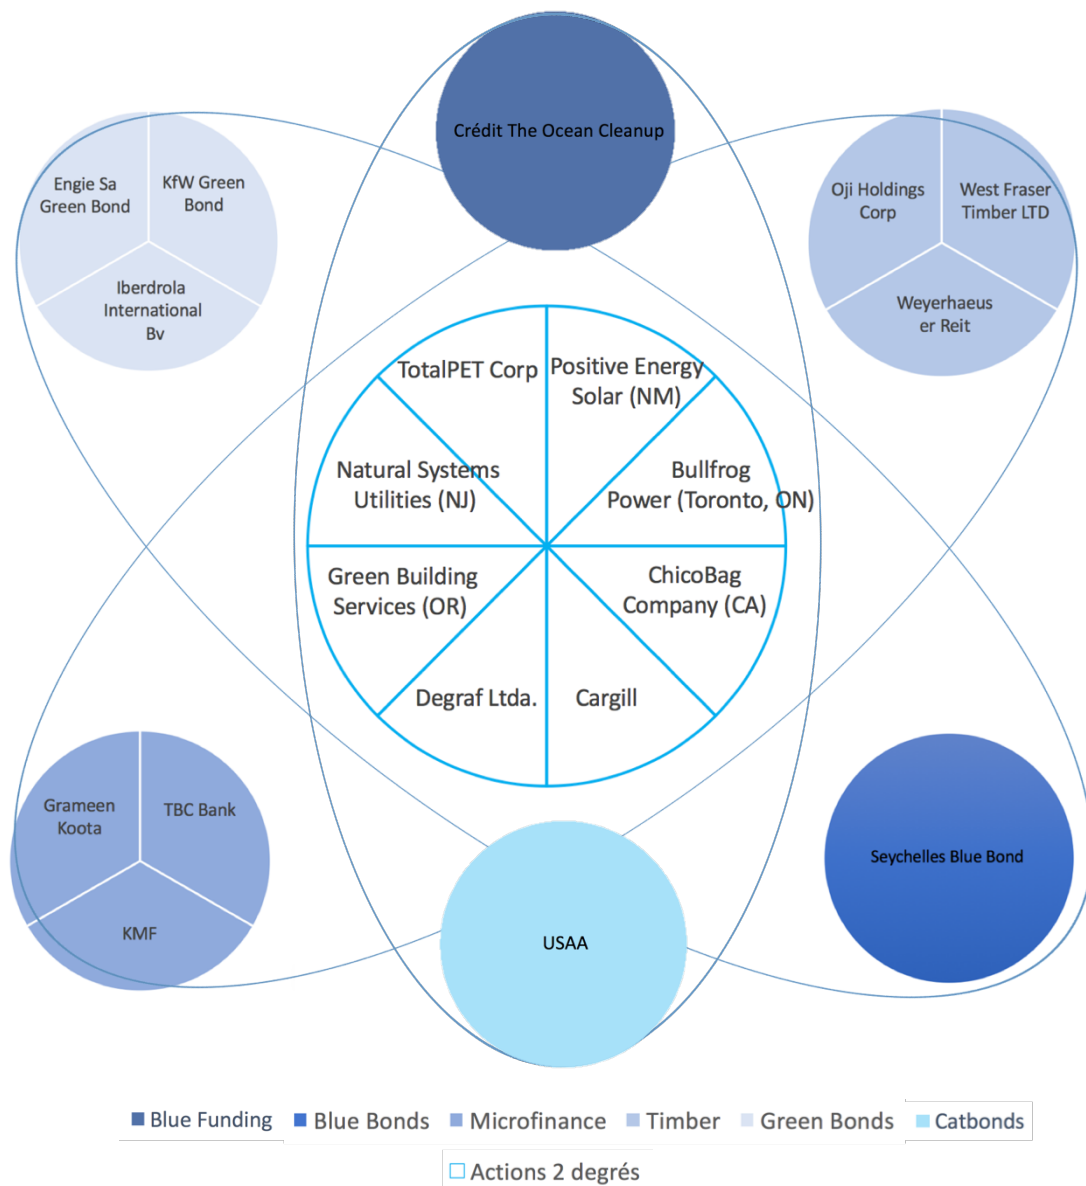 Crédit The Ocean Cleanup
Engie Sa
Green Bond
KfW Green
Bond
Iberdrola
International
Bv
Oji Holdings
Corp
West Fraser
Timber LTD
Weyerhaeus
er Reit
TotalPET Corp
Positive Energy
Solar (NM)
Natural Systems
Utilities (NJ)
Bullfrog
Power (Toronto, ON)
Green Building
Services (OR)
ChicoBag
Company (CA)
Degraf Ltda.
Cargill
Grameen
Koota
TBC Bank
KMF
USAA
Seychelles Blue Bond
Blue Funding
Blue Bonds
Microfinance
Timber
Green Bonds
Catbonds
Actions 2 degrés